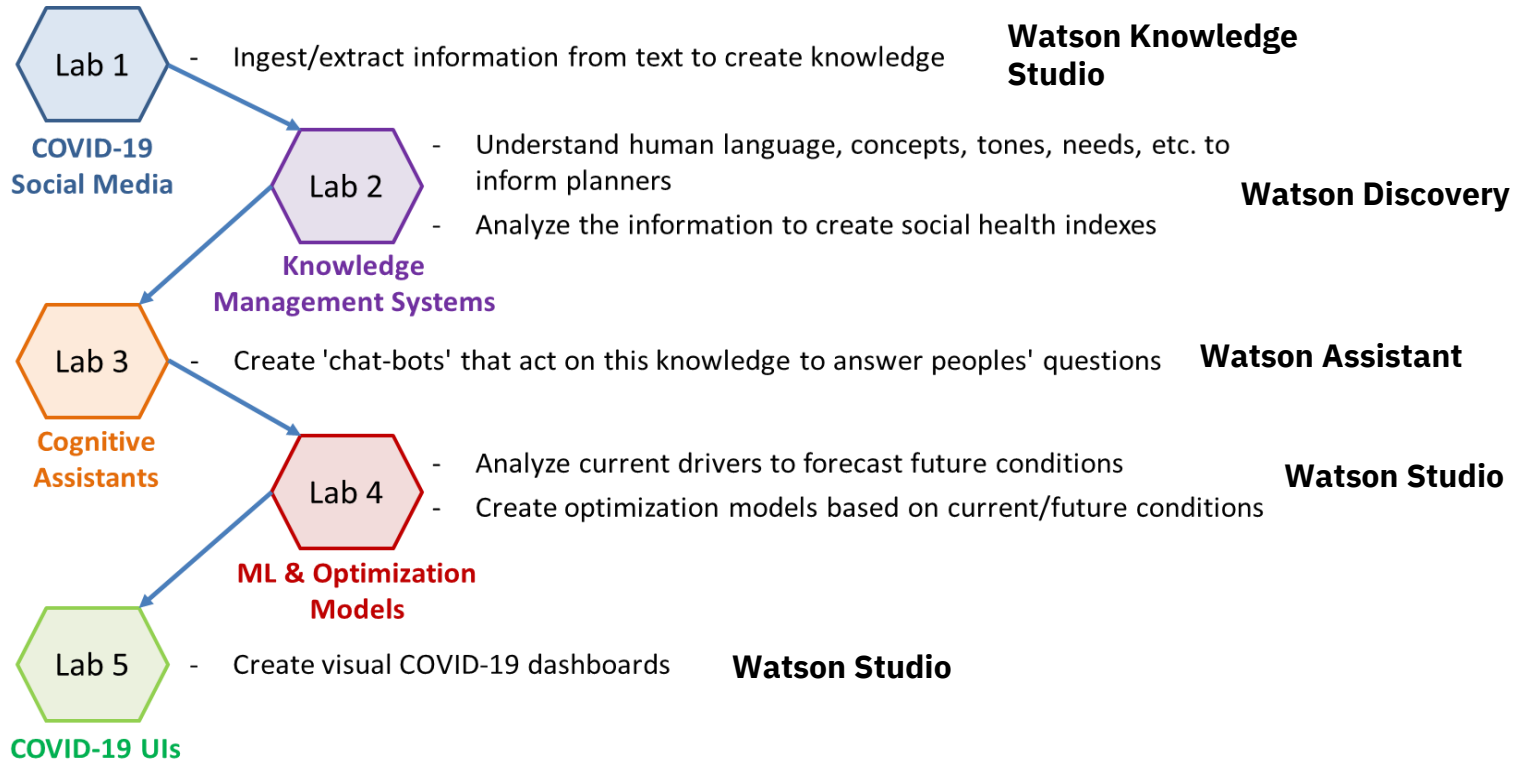 Lab 1
- Ingest/extract information from text to create knowledge
Watson Knowledge
Studio
COVID-19
Social Media
Lab 2
- Understand human language, concepts, tones, needs, etc. to
inform planners
- Analyze the information to create social health indexes
Watson Discovery
Knowledge
Management Systems
Lab 3
- Create 'chat-bots' that act on this knowledge to answer peoples' questions
Watson Assistant
Cognitive
Assistants
Lab 4
- Analyze current drivers to forecast future conditions
- Create optimization models based on current/future conditions
Watson Studio
ML & Optimization
Models
Lab 5
- Create visual COVID-19 dashboards
Watson Studio
COVID-19 UIs